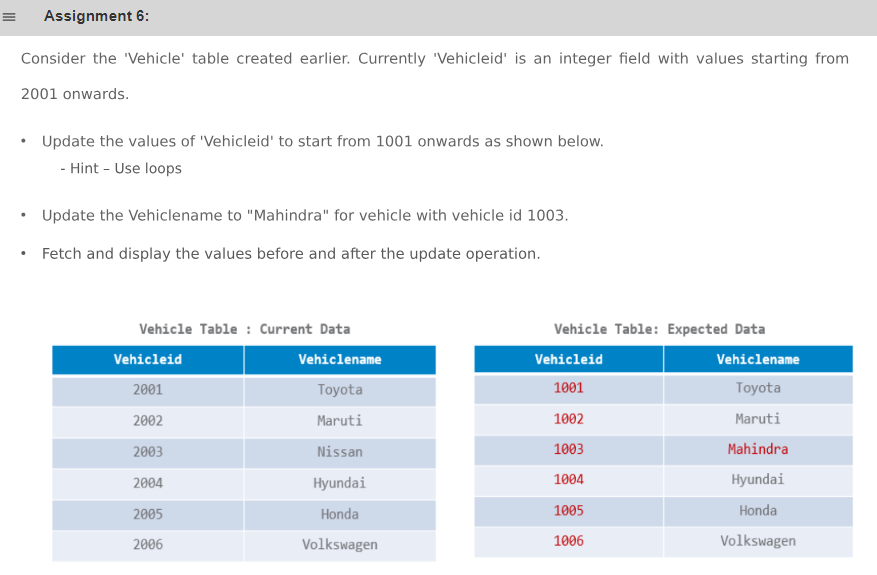 Assignment 6:
Consider the 'Vehicle' table created earlier. Currently 'Vehicleid' is an integer field with values starting from
2001 onwards.
• Update the values of 'Vehicleid' to start from 1001 onwards as shown below.
- Hint – Use loops
• Update the Vehiclename to "Mahindra" for vehicle with vehicle id 1003.
• Fetch and display the values before and after the update operation.
Vehicle Table : Current Data
Vehicleid Vehiclename
2001 Toyota
2002 Maruti
2003 Nissan
2004 Hyundai
2005 Honda
2006 Volkswagen
Vehicle Table: Expected Data
Vehicleid Vehiclename
1001 Toyota
1002 Maruti
1003 Mahindra
1004 Hyundai
1005 Honda
1006 Volkswagen